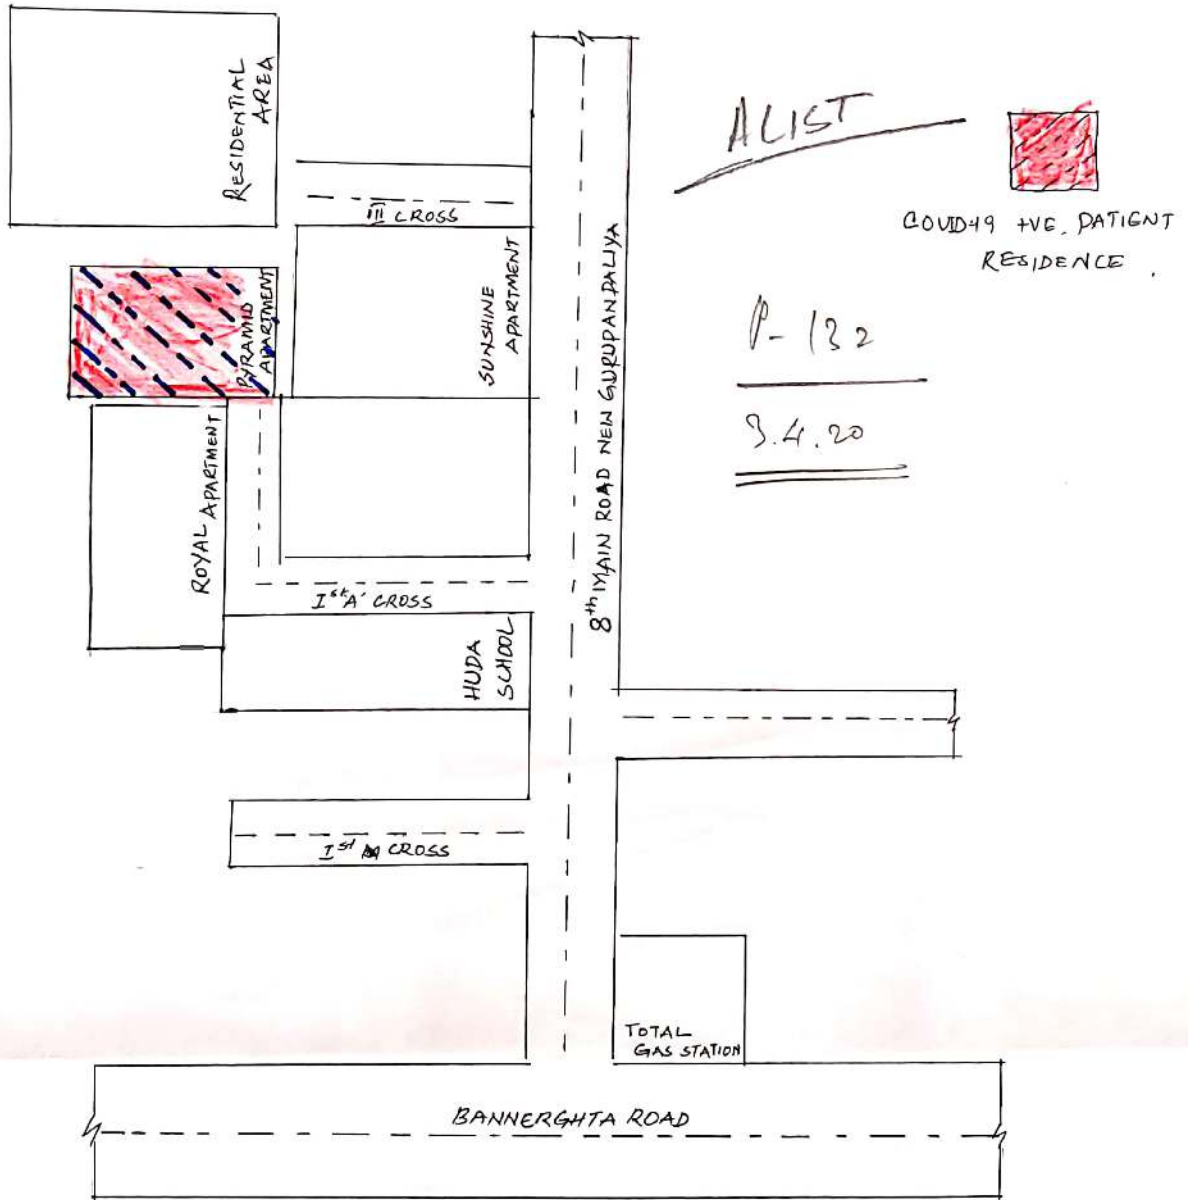 RESIDENTIAL
AREA
ALIST
III CROSS
COVID-19 +VE. PATIENT
RESIDENCE.
PYRAMID
APARTMENT
SUNSHINE
APARTMENT
8th MAIN ROAD NEW GURUPANDALIYA
P-132
3.4.20
ROYAL APARTMENT
Ist 'A' CROSS
HUDA
SCHOOL
Ist CROSS
TOTAL
GAS STATION
BANNERGHTA ROAD